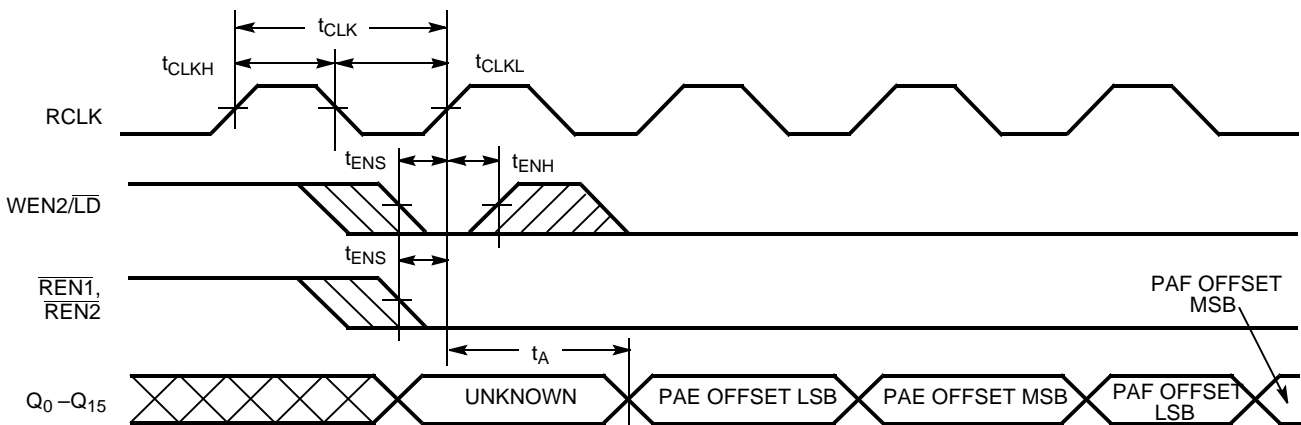 tCLK
tCLKH
tCLKL
RCLK
tENS
tENH
WEN2/LD
tENS
REN1,
REN2
PAF OFFSET
MSB
tA
Q0 –Q15
UNKNOWN
PAE OFFSET LSB
PAE OFFSET MSB
PAF OFFSET
LSB